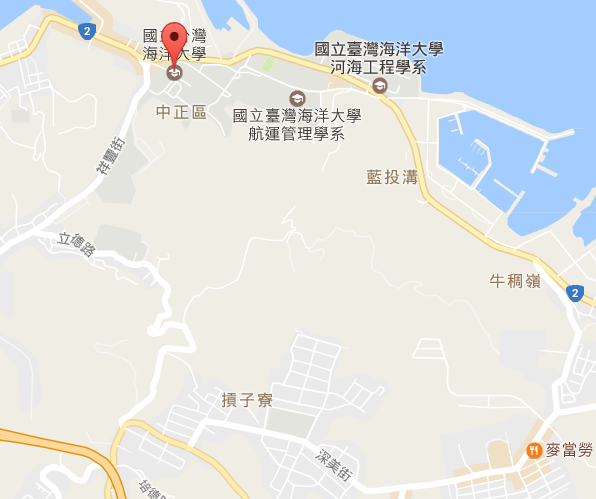 2
國立臺灣
海洋大學
國立臺灣海洋大學
河海工程學系
國立臺灣海洋大學
航運管理學系
中正區
祥豐街
藍投溝
立德路
牛稠嶺
2
摃子寮
深美街
麥當勞